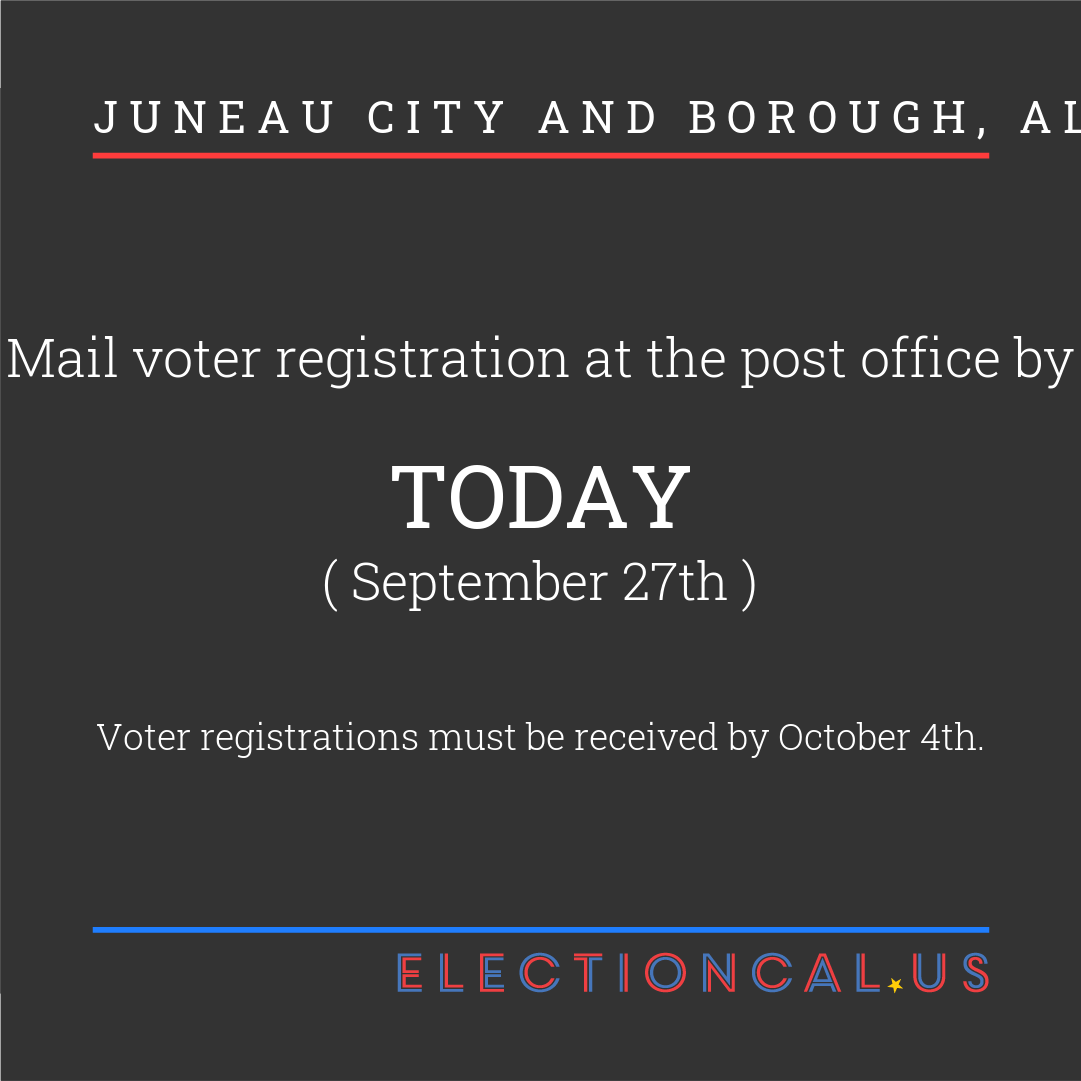 JUNEAU CITY AND BOROUGH, AL
Mail voter registration at the post office by
TODAY
( September 27th )
Voter registrations must be received by October 4th.
ELECTIONCAL.US